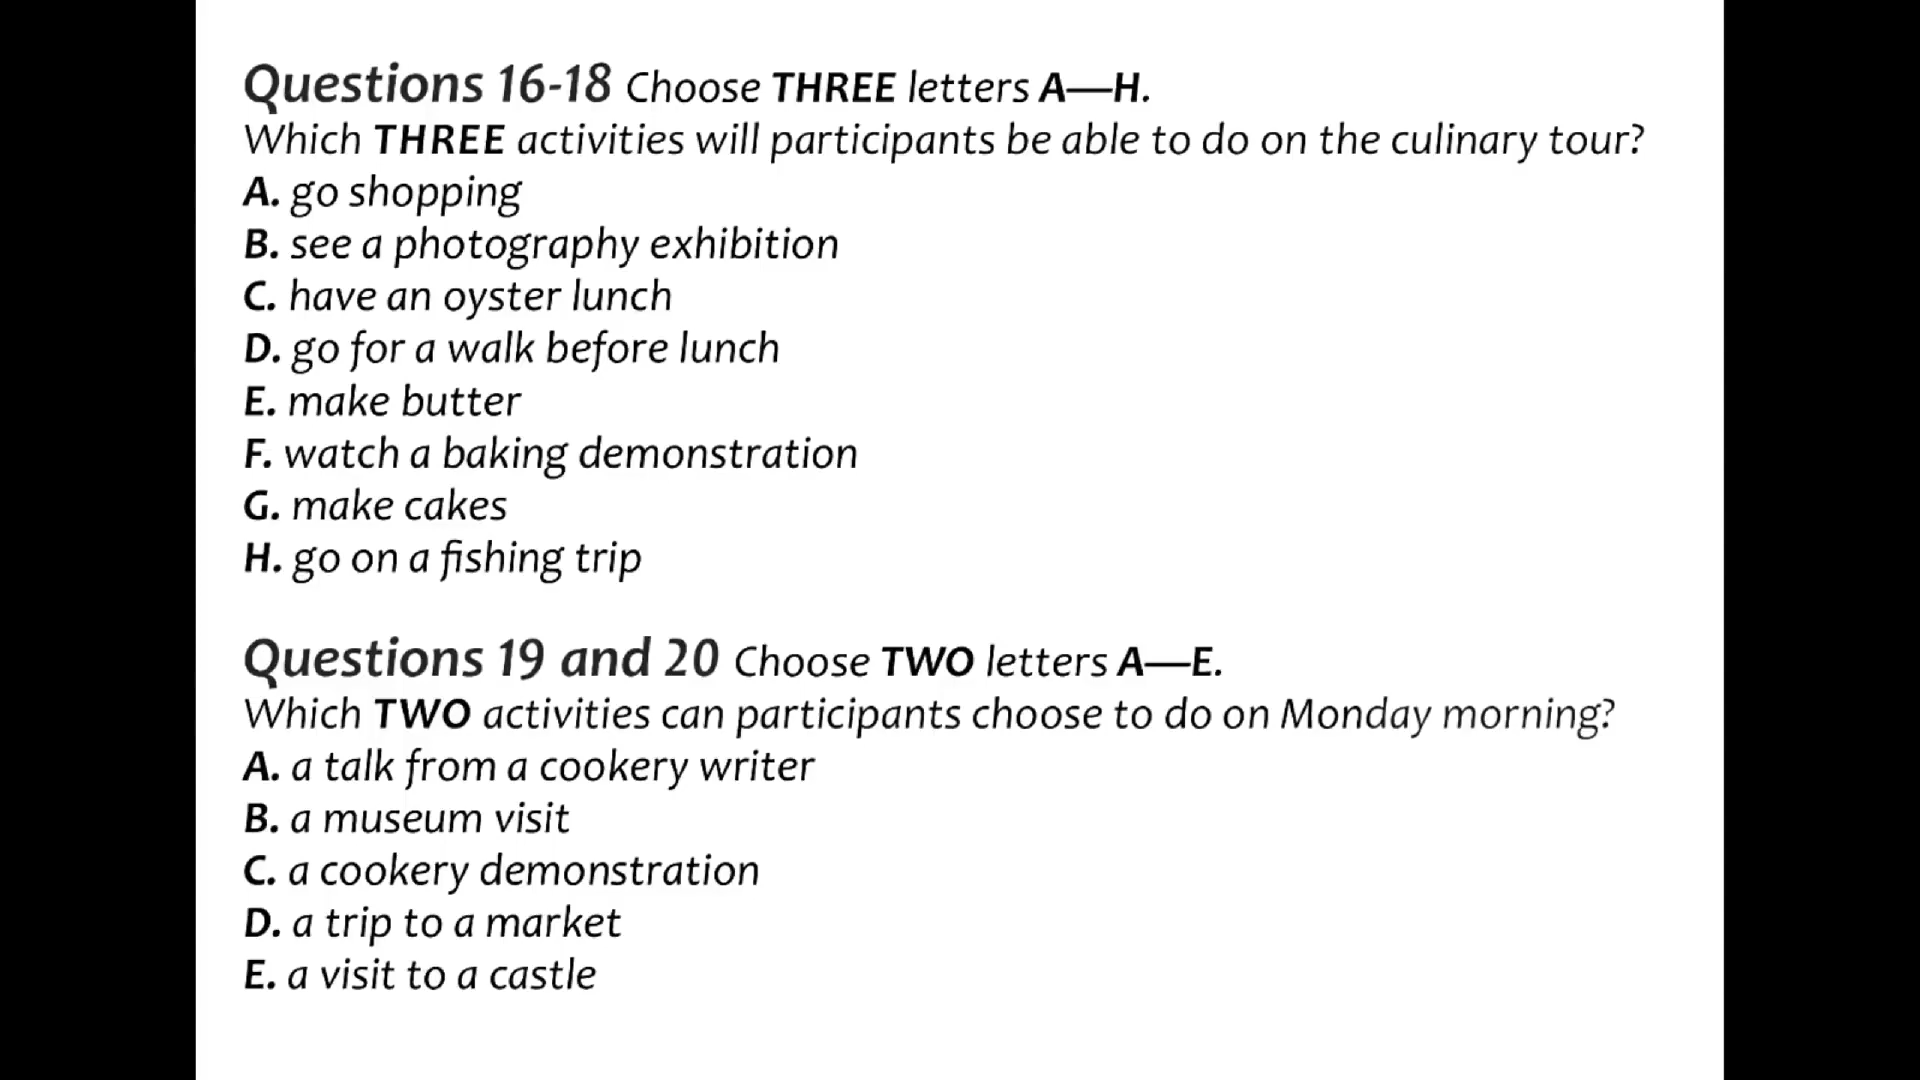 Questions 16-18 Choose THREE letters A—H.
Which THREE activities will participants be able to do on the culinary tour?
A. go shopping
B. see a photography exhibition
C. have an oyster lunch
D. go for a walk before lunch
E. make butter
F. watch a baking demonstration
G. make cakes
H. go on a fishing trip
Questions 19 and 20 Choose TWO letters A—E.
Which TWO activities can participants choose to do on Monday morning?
A. a talk from a cookery writer
B. a museum visit
C. a cookery demonstration
D. a trip to a market
E. a visit to a castle